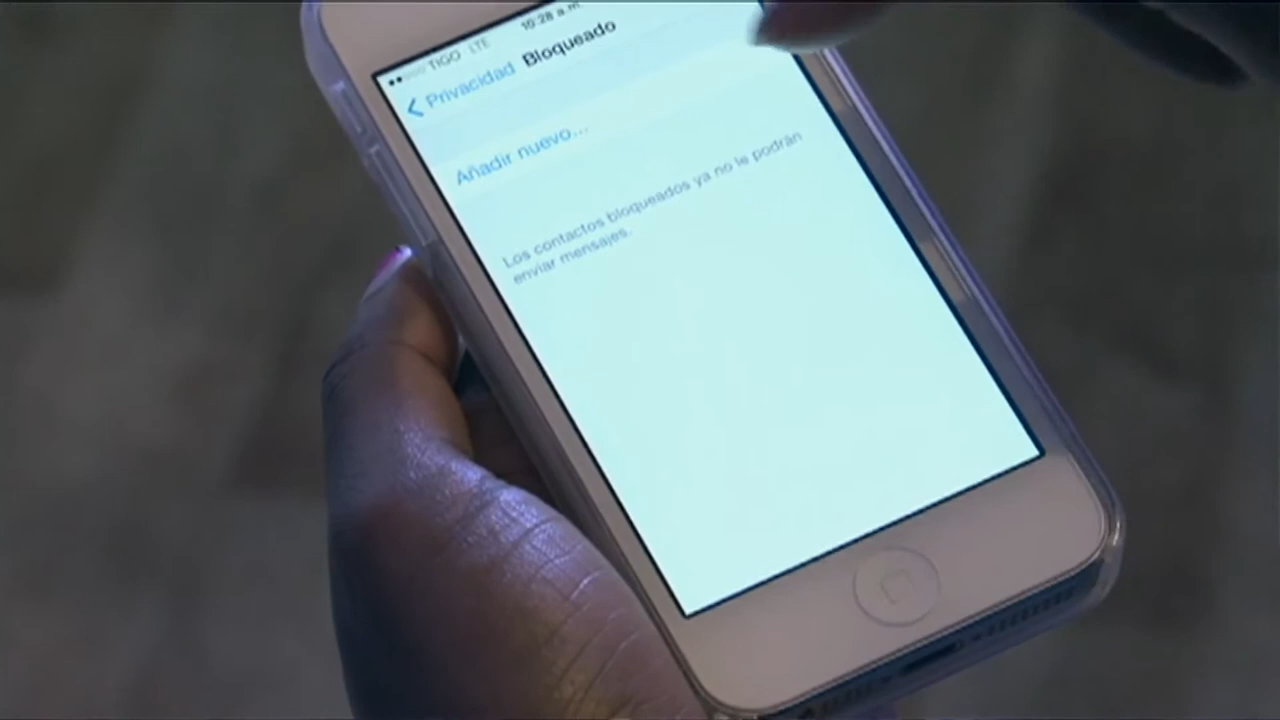 TIGO LTE 10:28 a.m
Privacidad Bloqueado
Añadir nuevo...
Los contactos bloqueados ya no le podrán
enviar mensajes.